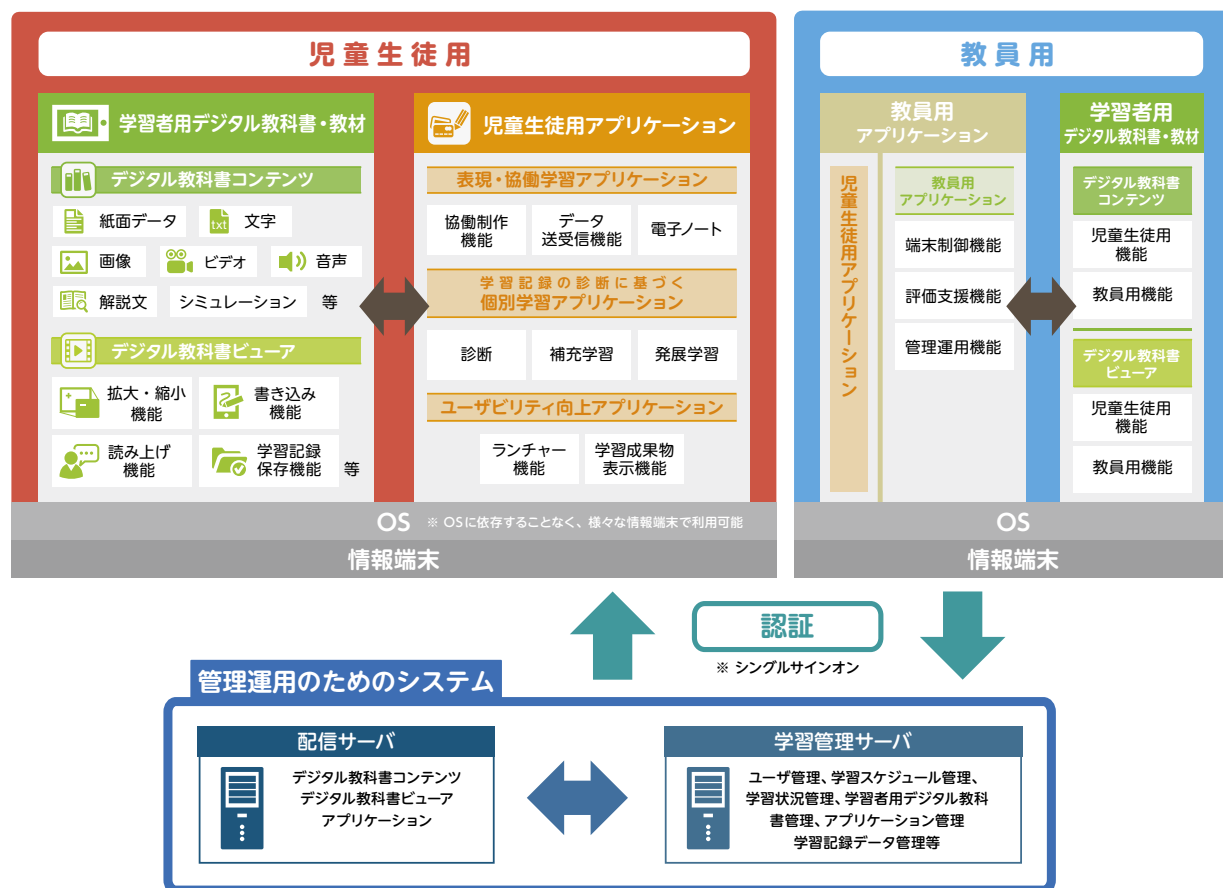 児童生徒用
学習者用デジタル教科書・教材
デジタル教科書コンテンツ
紙面データ
txt
文字
画像
ビデオ
音声
解説文
シミュレーション
等
デジタル教科書ビューア
拡大・縮小
機能
書き込み
機能
読み上げ
機能
学習記録
保存機能
等
児童生徒用アプリケーション
表現・協働学習アプリケーション
協働制作
機能
データ
送受信機能
電子ノート
学習記録の診断に基づく
個別学習アプリケーション
診断
補充学習
発展学習
ユーザビリティ向上アプリケーション
ランチャー
機能
学習成果物
表示機能
OS ※ OSに依存することなく、様々な情報端末で利用可能
情報端末
教員用
教員用
アプリケーション
児童生徒用アプリケーション
教員用
アプリケーション
端末制御機能
評価支援機能
管理運用機能
学習者用
デジタル教科書・教材
デジタル教科書
コンテンツ
児童生徒用
機能
教員用機能
デジタル教科書
ビューア
児童生徒用
機能
教員用機能
OS
情報端末
認証
※ シングルサインオン
管理運用のためのシステム
配信サーバ
デジタル教科書コンテンツ
デジタル教科書ビューア
アプリケーション
学習管理サーバ
ユーザ管理、学習スケジュール管理、
学習状況管理、学習者用デジタル教科
書管理、アプリケーション管理
学習記録データ管理等